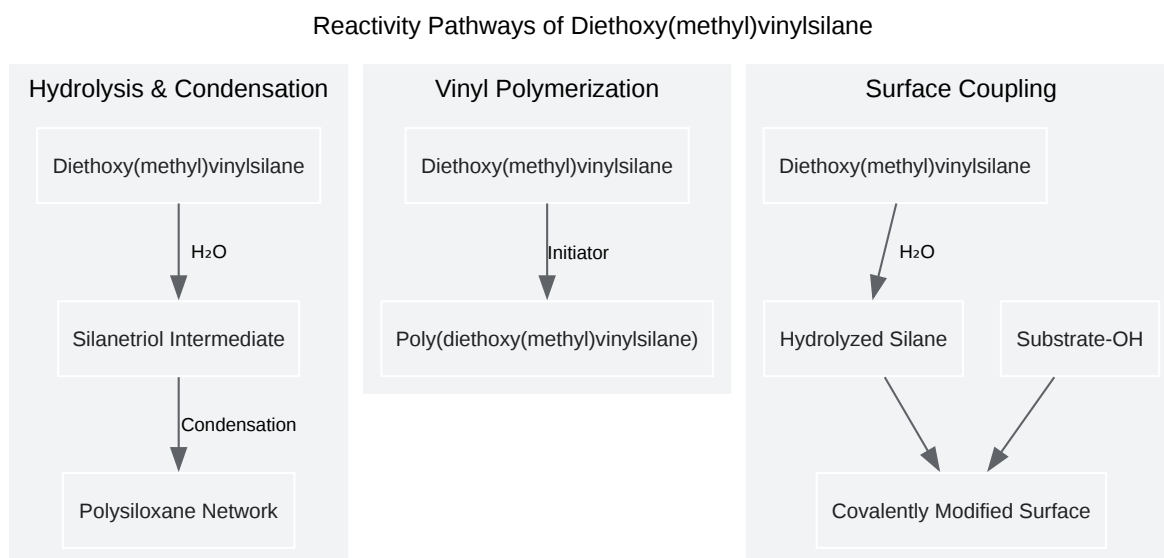 Reactivity Pathways of Diethoxy(methyl)vinylsilane
Hydrolysis & Condensation
Diethoxy(methyl)vinylsilane
H₂O
Silanetriol Intermediate
Condensation
Polysiloxane Network
Vinyl Polymerization
Diethoxy(methyl)vinylsilane
Initiator
Poly(diethoxy(methyl)vinylsilane)
Surface Coupling
Diethoxy(methyl)vinylsilane
H₂O
Hydrolyzed Silane
Substrate-OH
Covalently Modified Surface